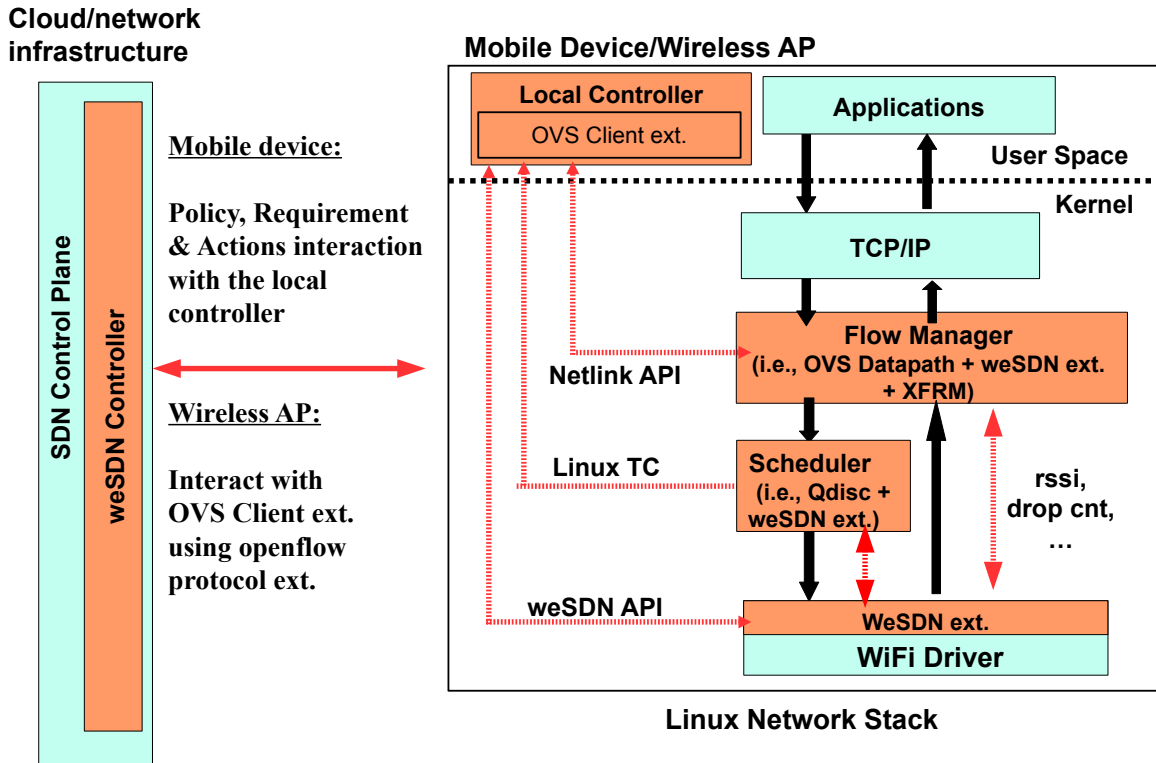 Cloud/network
infrastructure
SDN Control Plane
weSDN Controller
Mobile device:
Policy, Requirement
& Actions interaction
with the local
controller
Wireless AP:
Interact with
OVS Client ext.
using openflow
protocol ext.
Mobile Device/Wireless AP
Local Controller
OVS Client ext.
Applications
User Space
Kernel
TCP/IP
Flow Manager
(i.e., OVS Datapath + weSDN ext.
+ XFRM)
Netlink API
Linux TC
Scheduler
(i.e., Qdisc +
weSDN ext.)
rssi,
drop cnt,
…
weSDN API
WeSDN ext.
WiFi Driver
Linux Network Stack